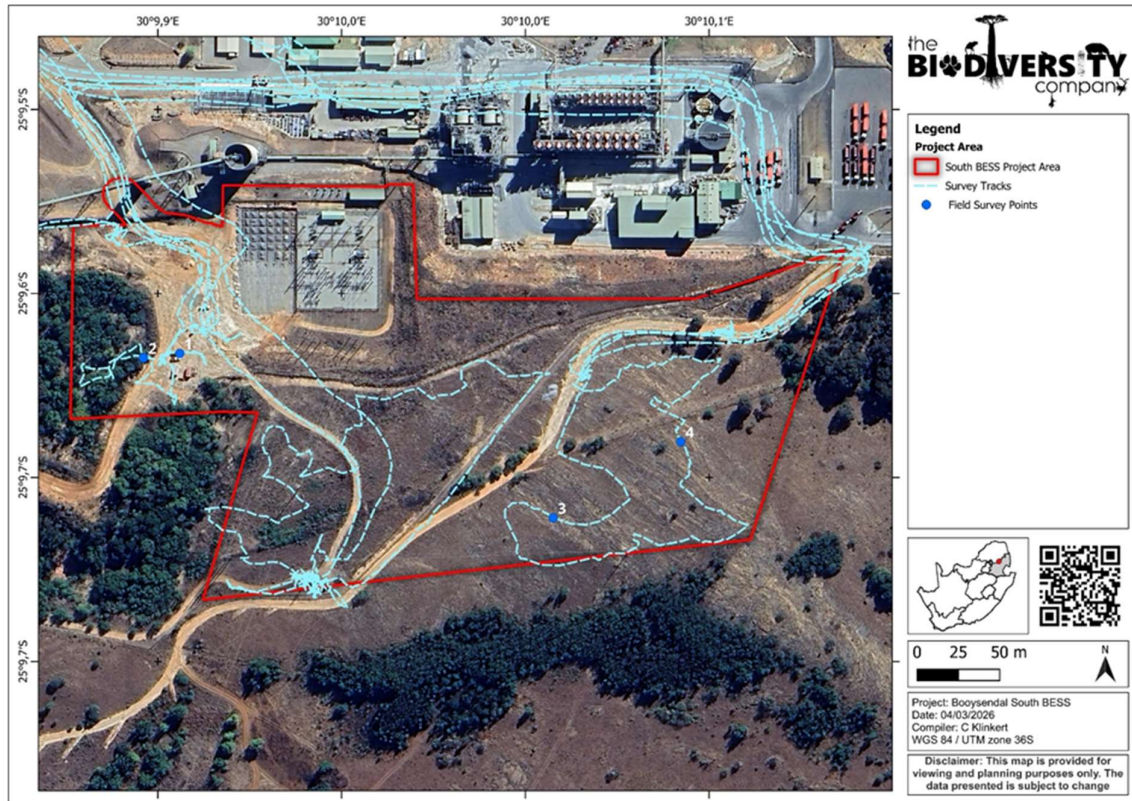 30°9,9'E 30°10,0'E 30°10,0'E 30°10,1'E
25°9,5'S
25°9,6'S
25°9,7'S
25°9,7'S
2
1
4
3
the
BIODIVERSITY
company
Legend
Project Area
South BESS Project Area
Survey Tracks
Field Survey Points
0 25 50 m
N
Project: Booysendal South BESS
Date: 04/03/2026
Compiler: C Klinkert
WGS 84 / UTM zone 36S
Disclaimer: This map is provided for
viewing and planning purposes only. The
data presented is subject to change